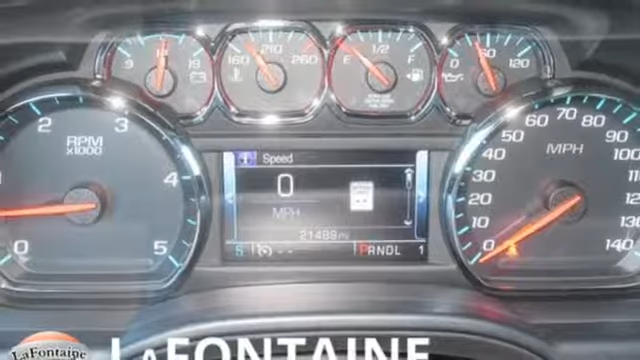 9 14 19
160 210 260
E 1/2 F
0 60 120
RPM
x1000
0 2 3 4 5
Speed
0
MPH
21489 mi
S PRNDL 1
MPH
0 10 20 30 40 50 60 70 80 90 100 140
LaFontaine
LAFONTAINE